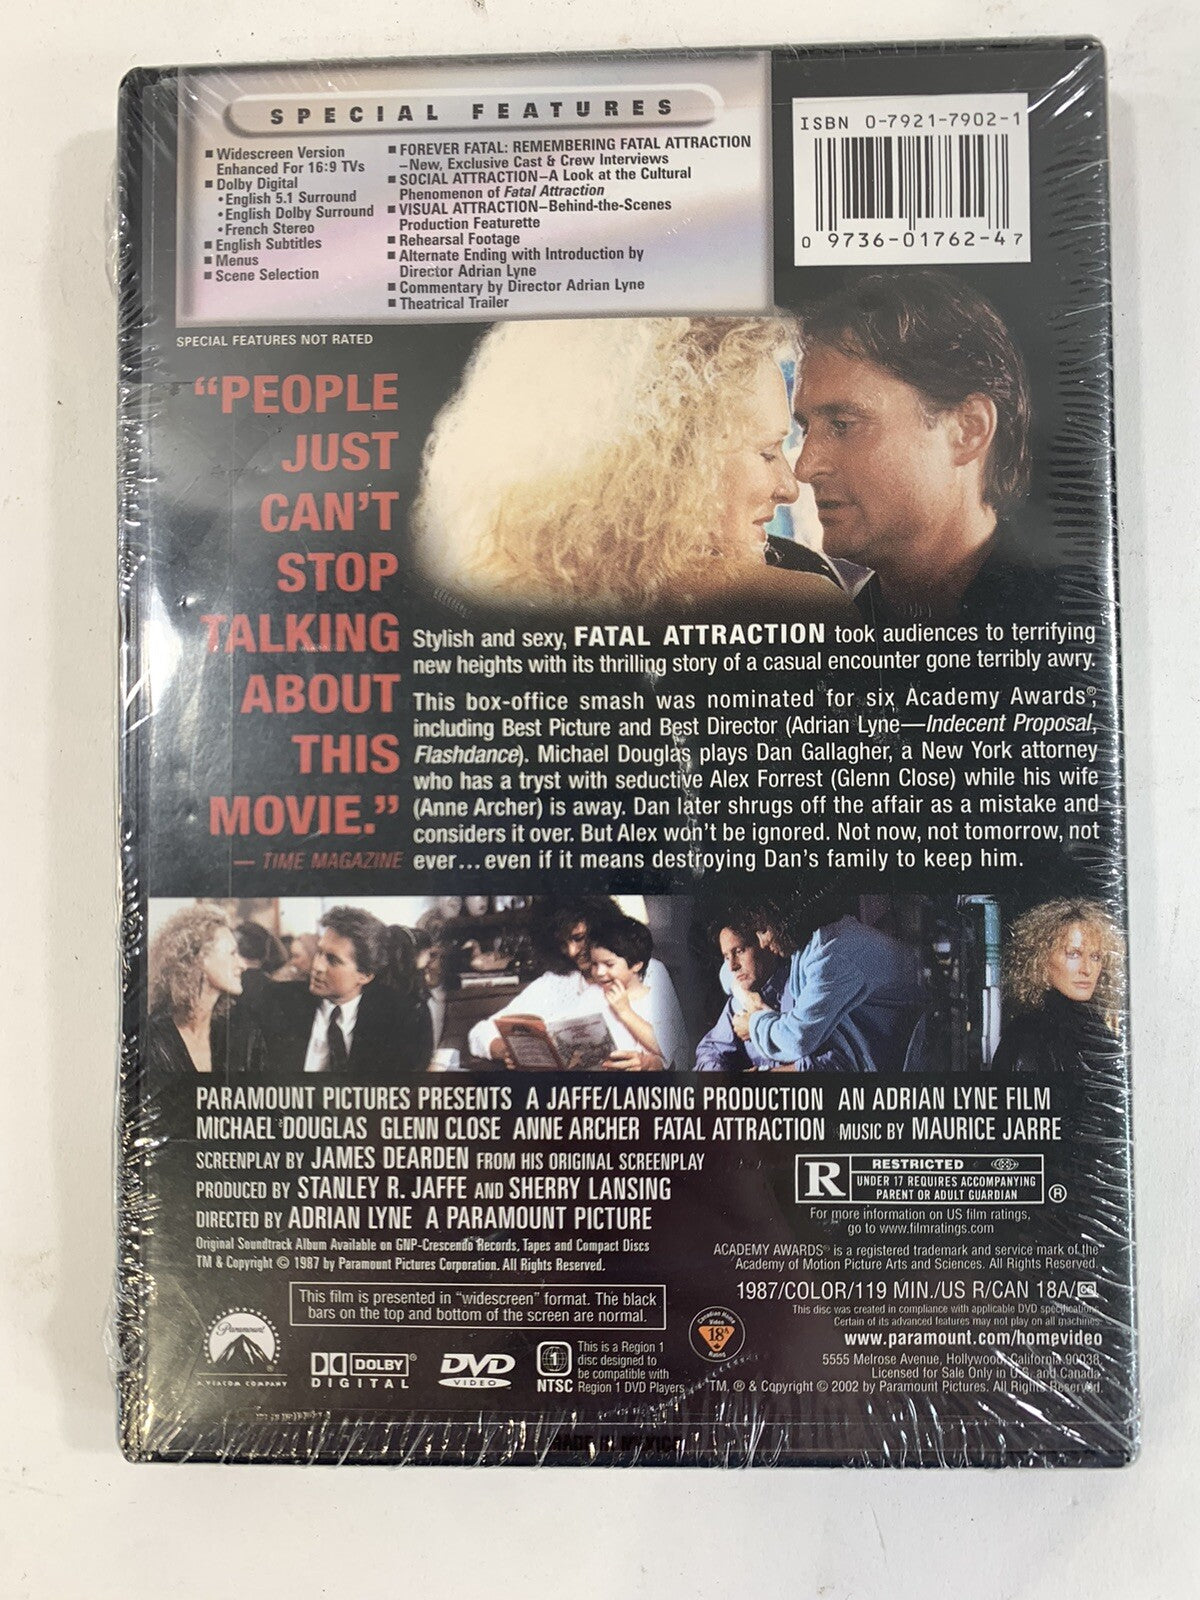 SPECIAL FEATURES
■ Widescreen Version
Enhanced For 16:9 TVs
■ Dolby Digital
• English 5.1 Surround
• English Dolby Surround
• French Stereo
■ English Subtitles
■ Menus
■ Scene Selection
■ FOREVER FATAL: REMEMBERING FATAL ATTRACTION
–New, Exclusive Cast & Crew Interviews
■ SOCIAL ATTRACTION–A Look at the Cultural
Phenomenon of Fatal Attraction
■ VISUAL ATTRACTION–Behind-the-Scenes
Production Featurette
■ Rehearsal Footage
■ Alternate Ending with Introduction by
Director Adrian Lyne
■ Commentary by Director Adrian Lyne
■ Theatrical Trailer
ISBN 0-7921-7902-1
0 9736-01762-4 7
SPECIAL FEATURES NOT RATED
“PEOPLE
JUST
CAN'T
STOP
TALKING
ABOUT
THIS
MOVIE.”
— TIME MAGAZINE
Stylish and sexy, FATAL ATTRACTION took audiences to terrifying
new heights with its thrilling story of a casual encounter gone terribly awry.
This box-office smash was nominated for six Academy Awards®,
including Best Picture and Best Director (Adrian Lyne—Indecent Proposal,
Flashdance). Michael Douglas plays Dan Gallagher, a New York attorney
who has a tryst with seductive Alex Forrest (Glenn Close) while his wife
(Anne Archer) is away. Dan later shrugs off the affair as a mistake and
considers it over. But Alex won't be ignored. Not now, not tomorrow, not
ever...even if it means destroying Dan's family to keep him.
PARAMOUNT PICTURES PRESENTS A JAFFE/LANSING PRODUCTION AN ADRIAN LYNE FILM
MICHAEL DOUGLAS GLENN CLOSE ANNE ARCHER FATAL ATTRACTION MUSIC BY MAURICE JARRE
SCREENPLAY BY JAMES DEARDEN FROM HIS ORIGINAL SCREENPLAY
PRODUCED BY STANLEY R. JAFFE AND SHERRY LANSING
DIRECTED BY ADRIAN LYNE A PARAMOUNT PICTURE
Original Soundtrack Album Available on GNP-Crescendo Records, Tapes and Compact Discs
TM & Copyright © 1987 by Paramount Pictures Corporation. All Rights Reserved.
R RESTRICTED
UNDER 17 REQUIRES ACCOMPANYING
PARENT OR ADULT GUARDIAN ®
For more information on US film ratings,
go to www.filmratings.com
ACADEMY AWARDS® is a registered trademark and service mark of the
Academy of Motion Picture Arts and Sciences. All Rights Reserved.
1987/COLOR/119 MIN./US R/CAN 18A/CC
This disc was created in compliance with applicable DVD specifications.
Certain of its advanced features may not play on all machines.
www.paramount.com/homevideo
5555 Melrose Avenue, Hollywood, California 90038
Licensed for Sale Only in U.S. and Canada.
TM, ® & Copyright © 2002 by Paramount Pictures. All Rights Reserved.
This film is presented in “widescreen” format. The black
bars on the top and bottom of the screen are normal.
Paramount
A VIACOM COMPANY
DOLBY®
DIGITAL
DVD
VIDEO
1
NTSC
This is a Region 1
disc designed to
be compatible with
Region 1 DVD Players
Canadian Home
Video
18A
Rating
MADE IN MEXICO